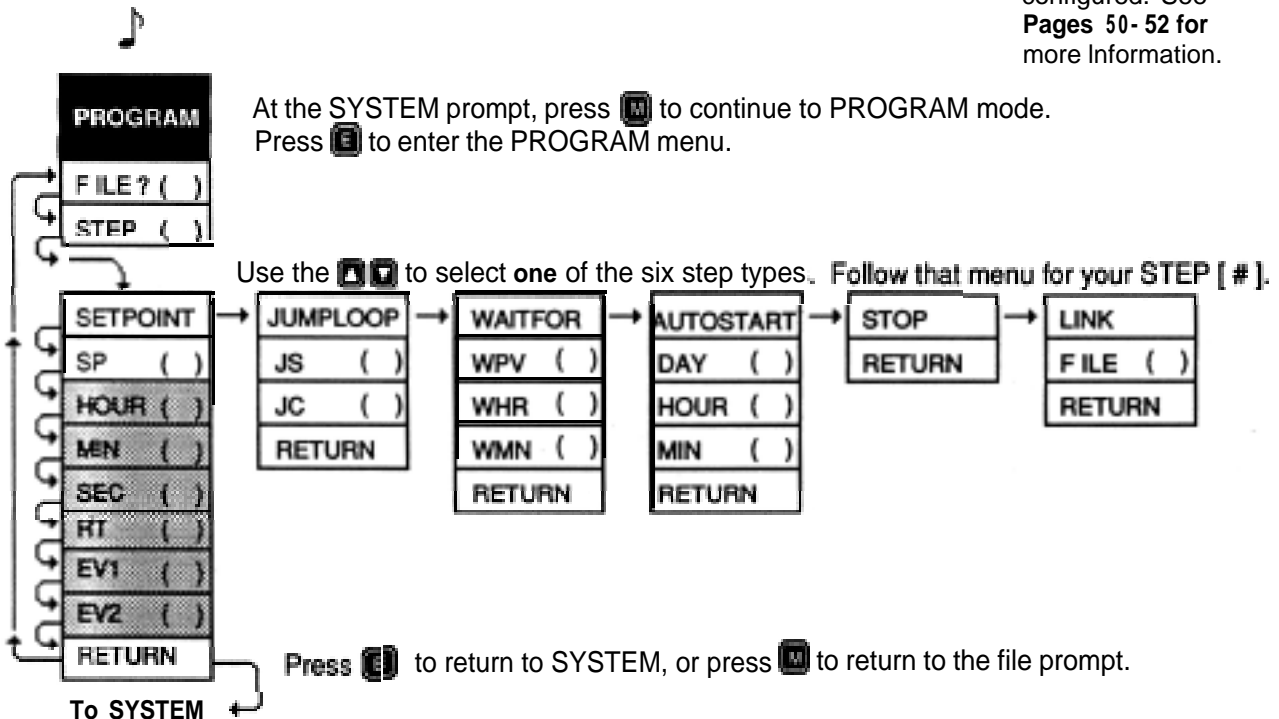 configured. See
Pages 50-52 for
more Information.
PROGRAM
At the SYSTEM prompt, press M to continue to PROGRAM mode.
Press E to enter the PROGRAM menu.
FILE? ( )
STEP ( )
Use the to select one of the six step types. Follow that menu for your STEP [ # ].
SETPOINT
SP ( )
HOUR ( )
MIN ( )
SEC ( )
RT ( )
EV1 ( )
EV2 ( )
RETURN
JUMPLOOP
JS ( )
JC ( )
RETURN
WAITFOR
WPV ( )
WHR ( )
WMN ( )
RETURN
AUTOSTART
DAY ( )
HOUR ( )
MIN ( )
RETURN
STOP
RETURN
LINK
FILE ( )
RETURN
Press E to return to SYSTEM, or press M to return to the file prompt.
To SYSTEM